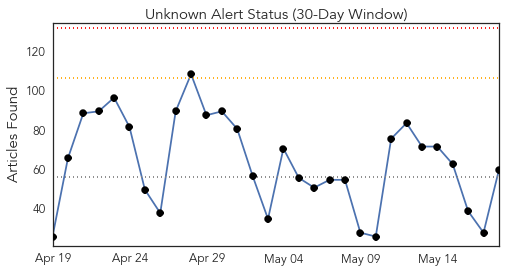 Unknown Alert Status (30-Day Window)
120
100
80
60
40
Articles Found
Apr 19
Apr 24
Apr 29
May 04
May 09
May 14